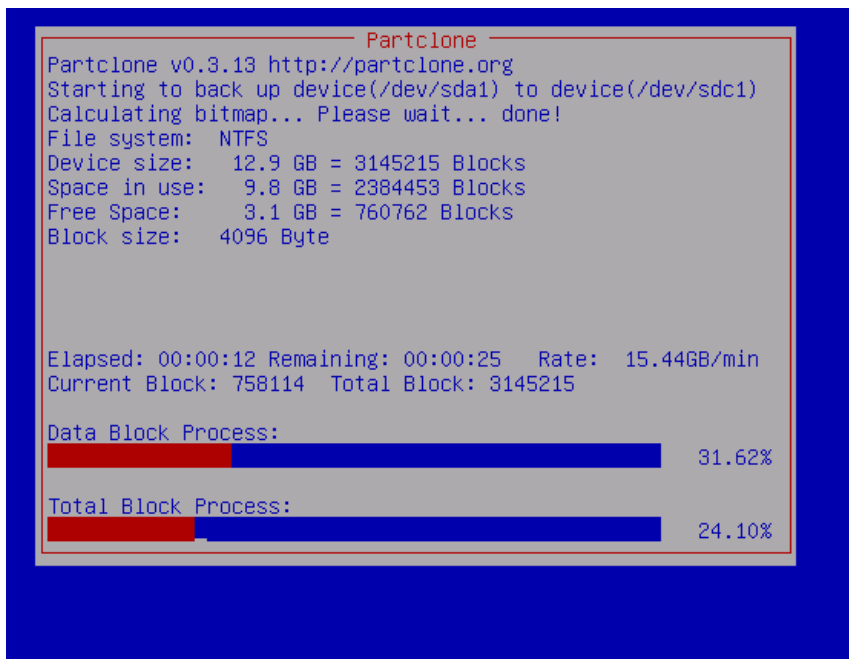 Partclone
Partclone v0.3.13 http://partclone.org
Starting to back up device(/dev/sda1) to device(/dev/sdc1)
Calculating bitmap... Please wait... done!
File system:  NTFS
Device size:   12.9 GB = 3145215 Blocks
Space in use:   9.8 GB = 2384453 Blocks
Free Space:     3.1 GB = 760762 Blocks
Block size:   4096 Byte
Elapsed: 00:00:12 Remaining: 00:00:25   Rate:  15.44GB/min
Current Block: 758114  Total Block: 3145215
Data Block Process:
31.62%
Total Block Process:
24.10%